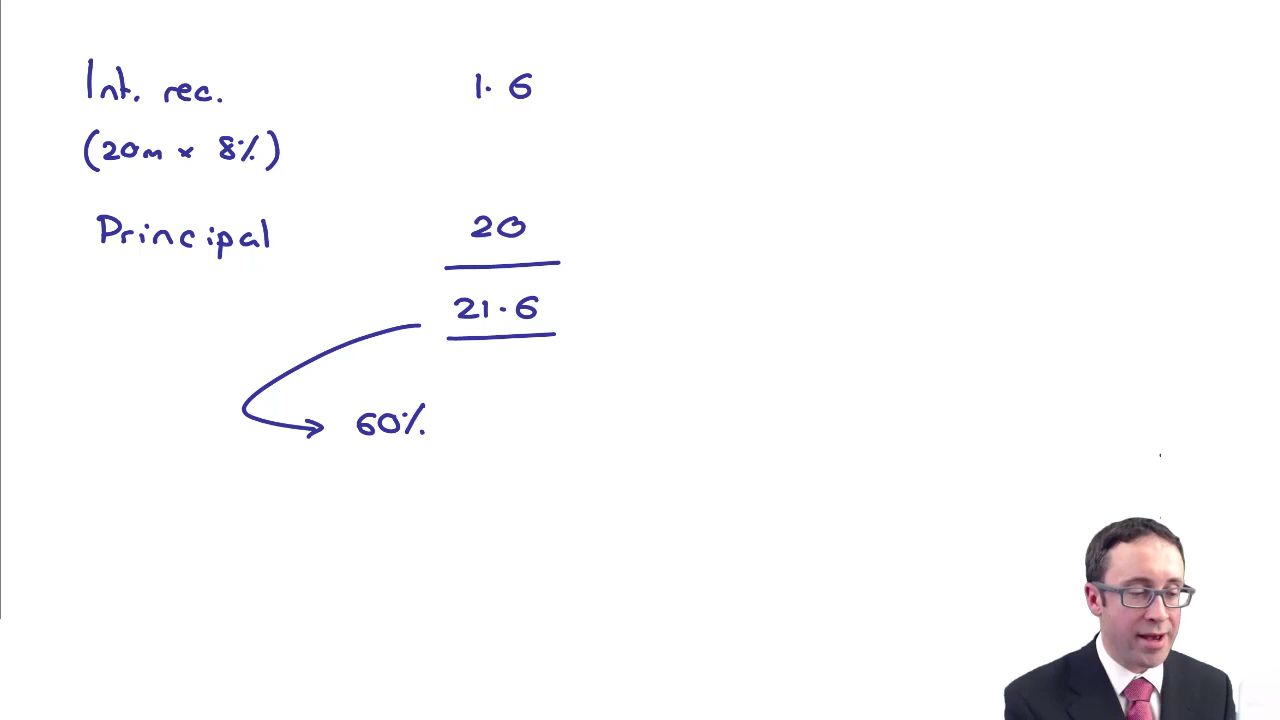 Int. rec. 1.6
(20m × 8%)
Principal 20
21.6
60%